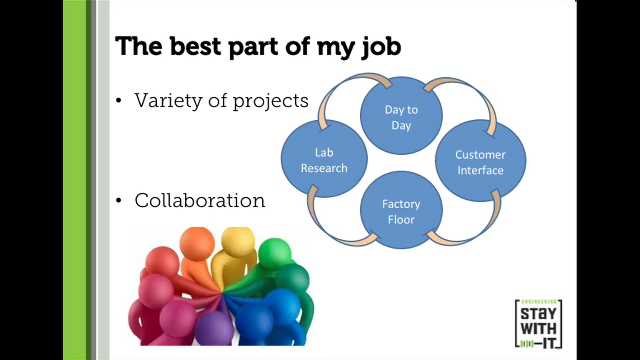 The best part of my job
• Variety of projects
• Collaboration
Day to
Day
Lab
Research
Customer
Interface
Factory
Floor
ENGINEERING
STAY
WITH
IT